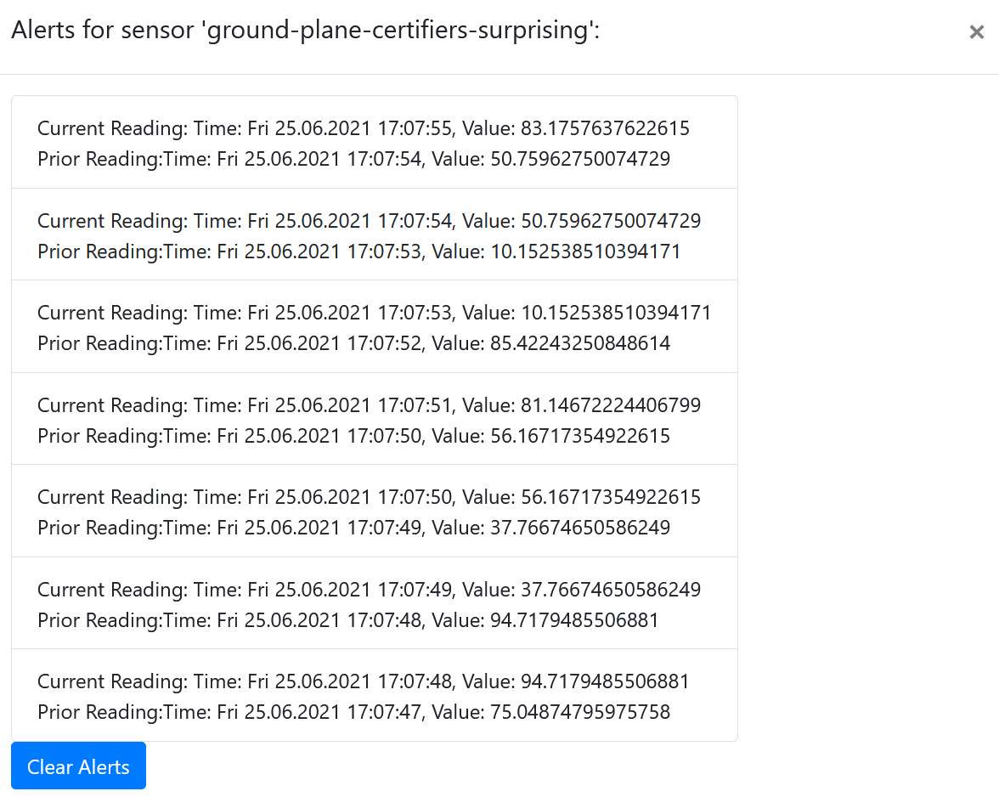 Alerts for sensor 'ground-plane-certifiers-surprising':
×
Current Reading: Time: Fri 25.06.2021 17:07:55, Value: 83.1757637622615
Prior Reading:Time: Fri 25.06.2021 17:07:54, Value: 50.75962750074729
Current Reading: Time: Fri 25.06.2021 17:07:54, Value: 50.75962750074729
Prior Reading:Time: Fri 25.06.2021 17:07:53, Value: 10.152538510394171
Current Reading: Time: Fri 25.06.2021 17:07:53, Value: 10.152538510394171
Prior Reading:Time: Fri 25.06.2021 17:07:52, Value: 85.42243250848614
Current Reading: Time: Fri 25.06.2021 17:07:51, Value: 81.14672224406799
Prior Reading:Time: Fri 25.06.2021 17:07:50, Value: 56.16717354922615
Current Reading: Time: Fri 25.06.2021 17:07:50, Value: 56.16717354922615
Prior Reading:Time: Fri 25.06.2021 17:07:49, Value: 37.76674650586249
Current Reading: Time: Fri 25.06.2021 17:07:49, Value: 37.76674650586249
Prior Reading:Time: Fri 25.06.2021 17:07:48, Value: 94.7179485506881
Current Reading: Time: Fri 25.06.2021 17:07:48, Value: 94.7179485506881
Prior Reading:Time: Fri 25.06.2021 17:07:47, Value: 75.04874795975758
Clear Alerts